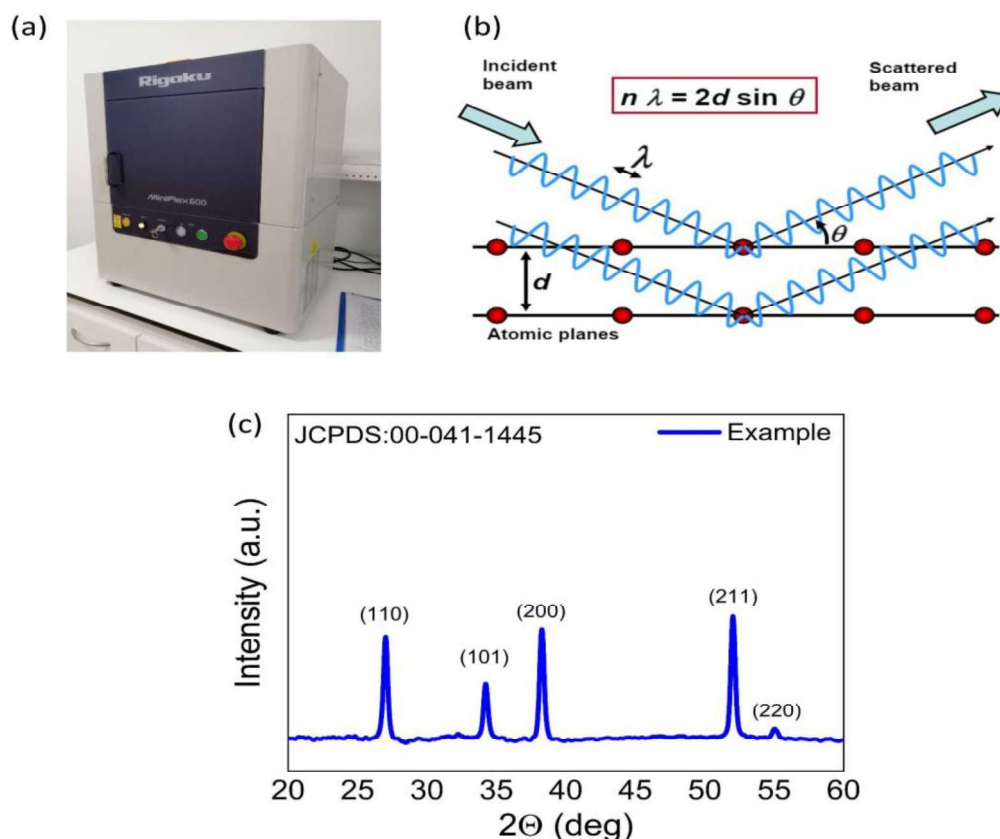 (a)
Rigaku
MiniFlex600
(b)
Incident
beam
Scattered
beam
n λ = 2d sin θ
λ
θ
d
Atomic planes
(c)
JCPDS:00-041-1445
Example
Intensity (a.u.)
(110)
(101)
(200)
(211)
(220)
20 25 30 35 40 45 50 55 60
2Θ (deg)